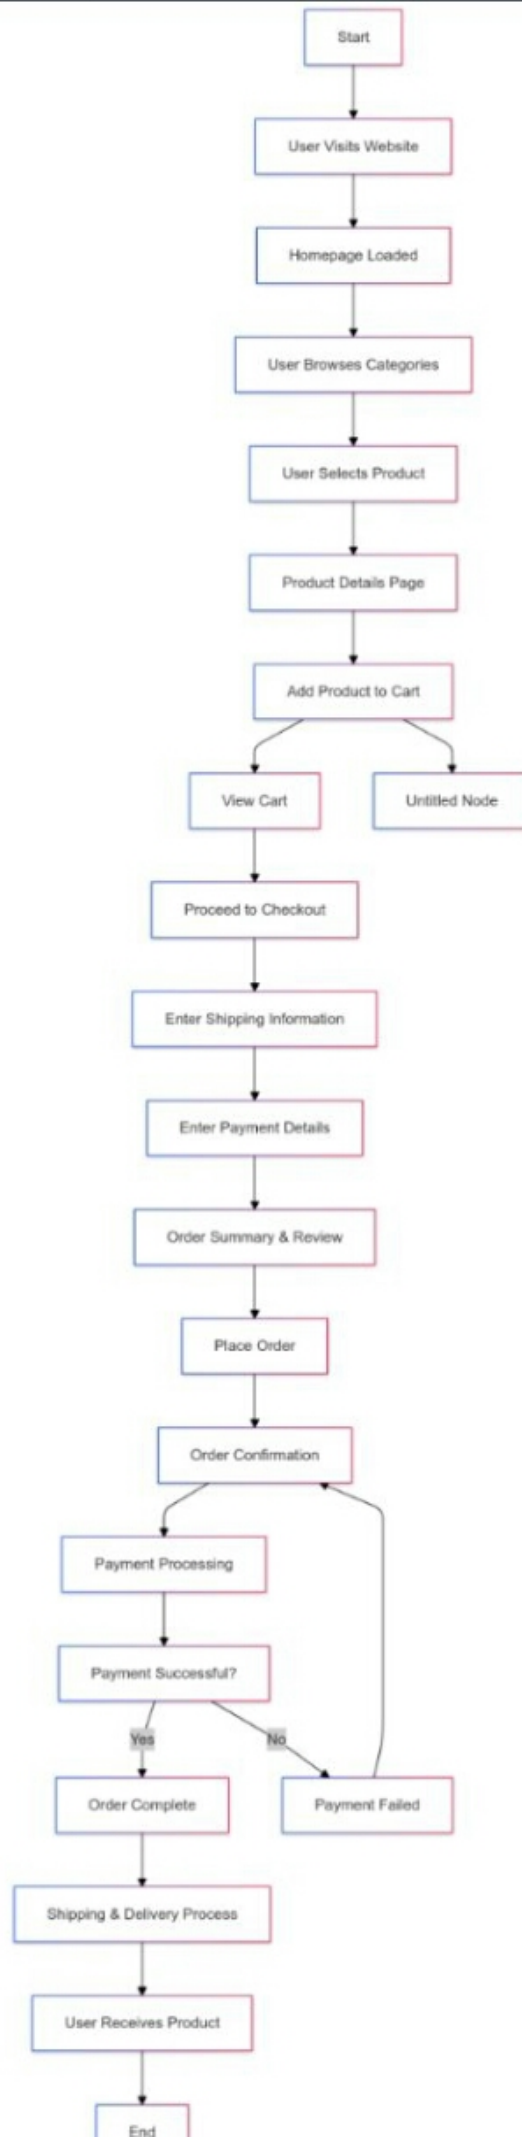 Start
User Visits Website
Homepage Loaded
User Browses Categories
User Selects Product
Product Details Page
Add Product to Cart
View Cart
Untitled Node
Proceed to Checkout
Enter Shipping Information
Enter Payment Details
Order Summary & Review
Place Order
Order Confirmation
Payment Processing
Payment Successful?
Yes
No
Order Complete
Payment Failed
Shipping & Delivery Process
User Receives Product
End